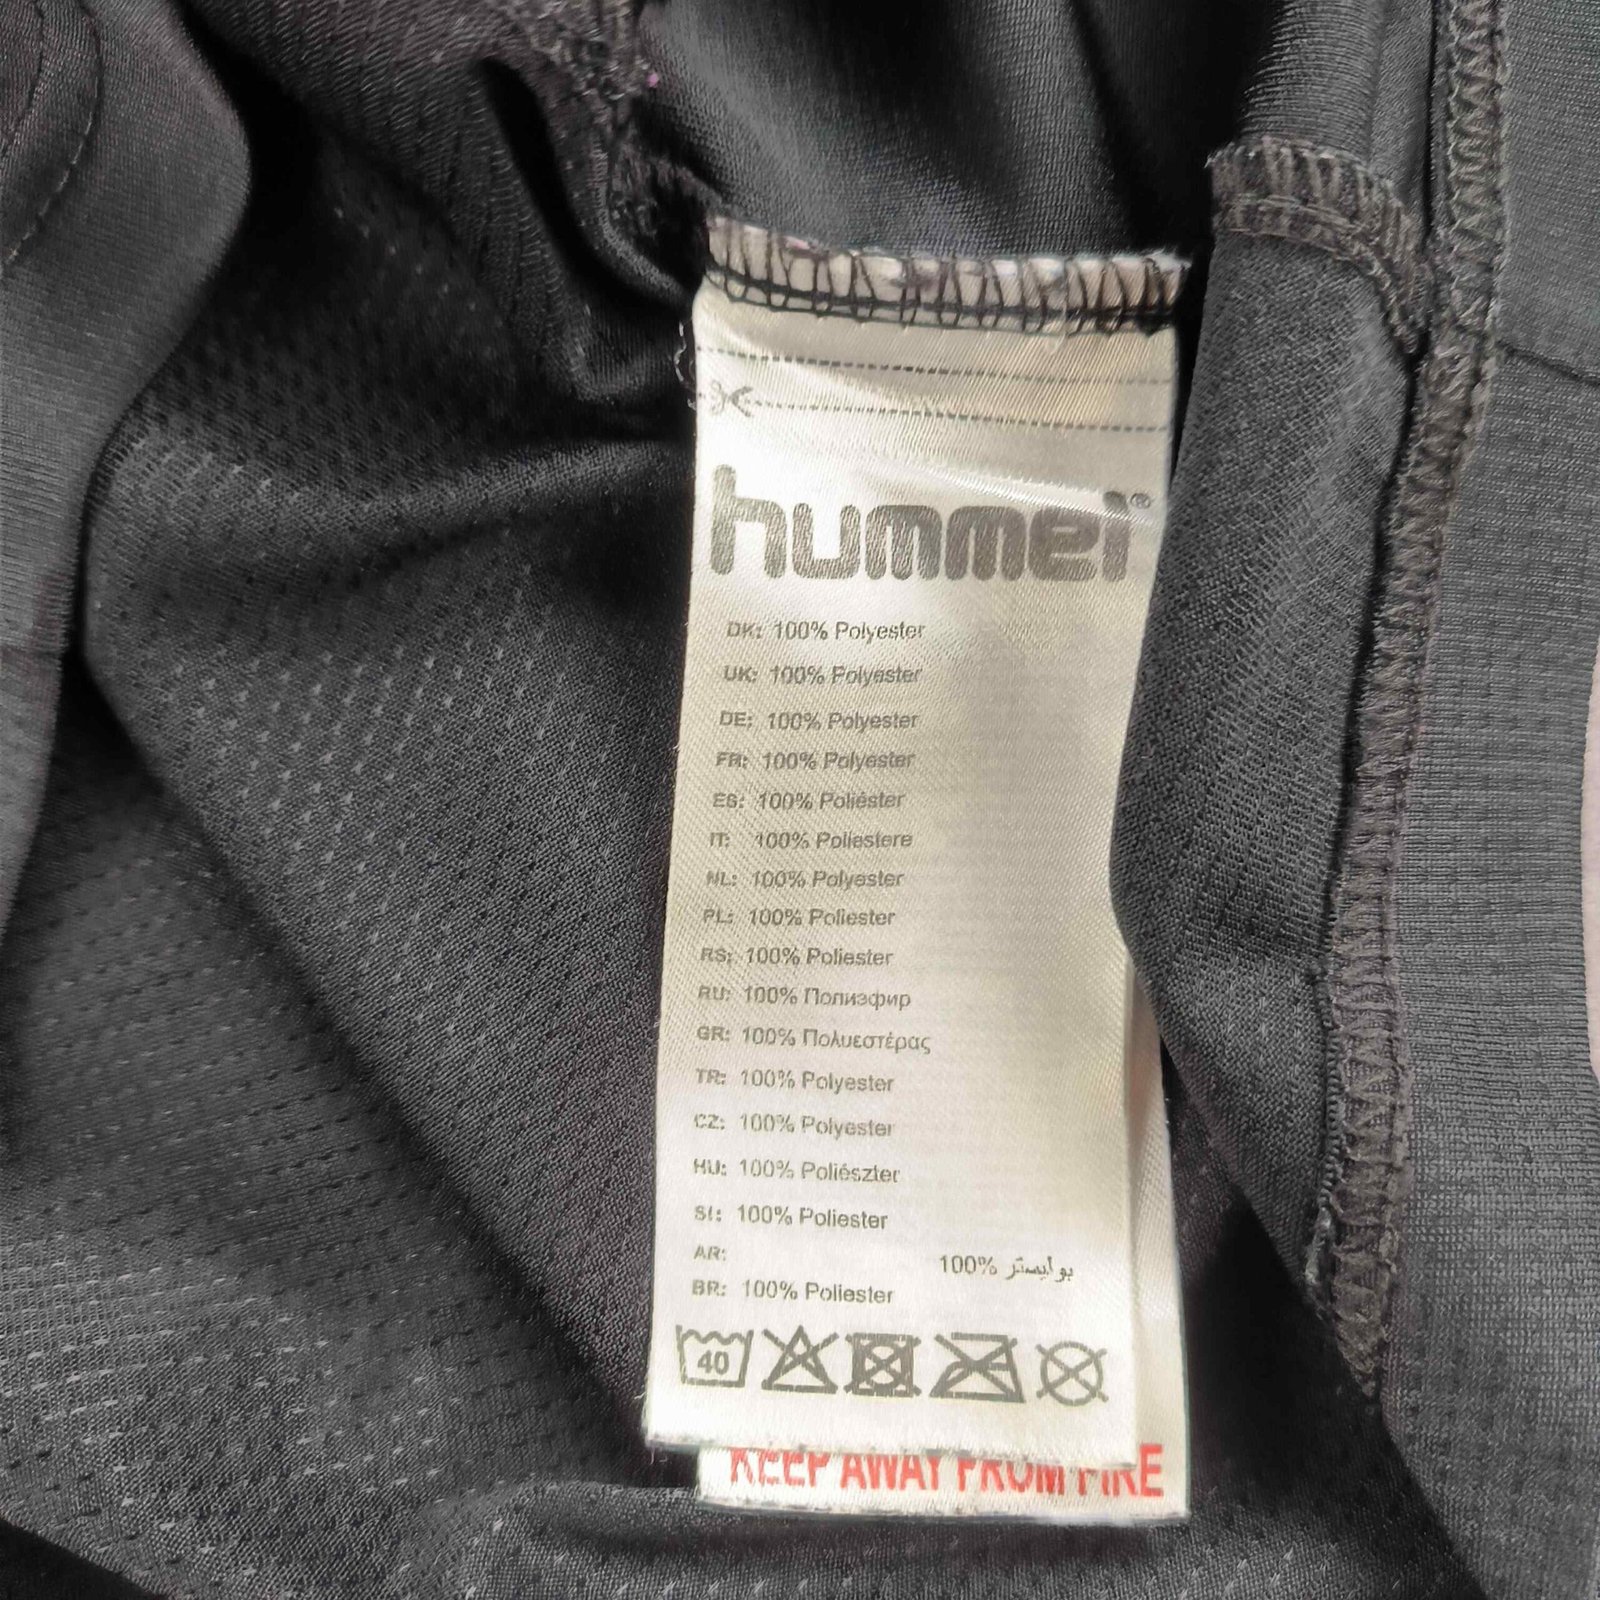 hummel®
DK: 100% Polyester
UK: 100% Polyester
DE: 100% Polyester
FR: 100% Polyester
ES: 100% Poliéster
IT: 100% Poliestere
NL: 100% Polyester
PL: 100% Poliester
RS: 100% Poliester
RU: 100% Полиэфир
GR: 100% Πολυεστέρας
TR: 100% Polyester
CZ: 100% Polyester
HU: 100% Poliészter
SI: 100% Poliester
AR: 100% بوليستر
BR: 100% Poliester
40
KEEP AWAY FROM FIRE